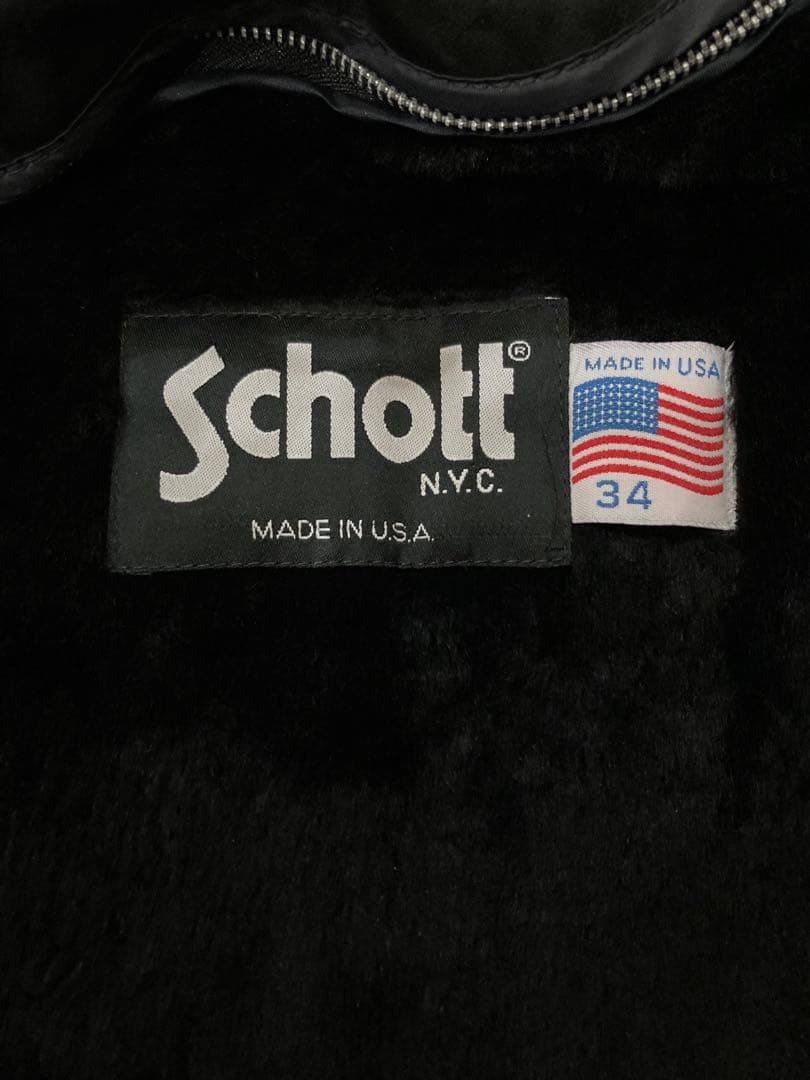 Schott®
N.Y.C.
MADE IN U.S.A.
MADE IN USA
34